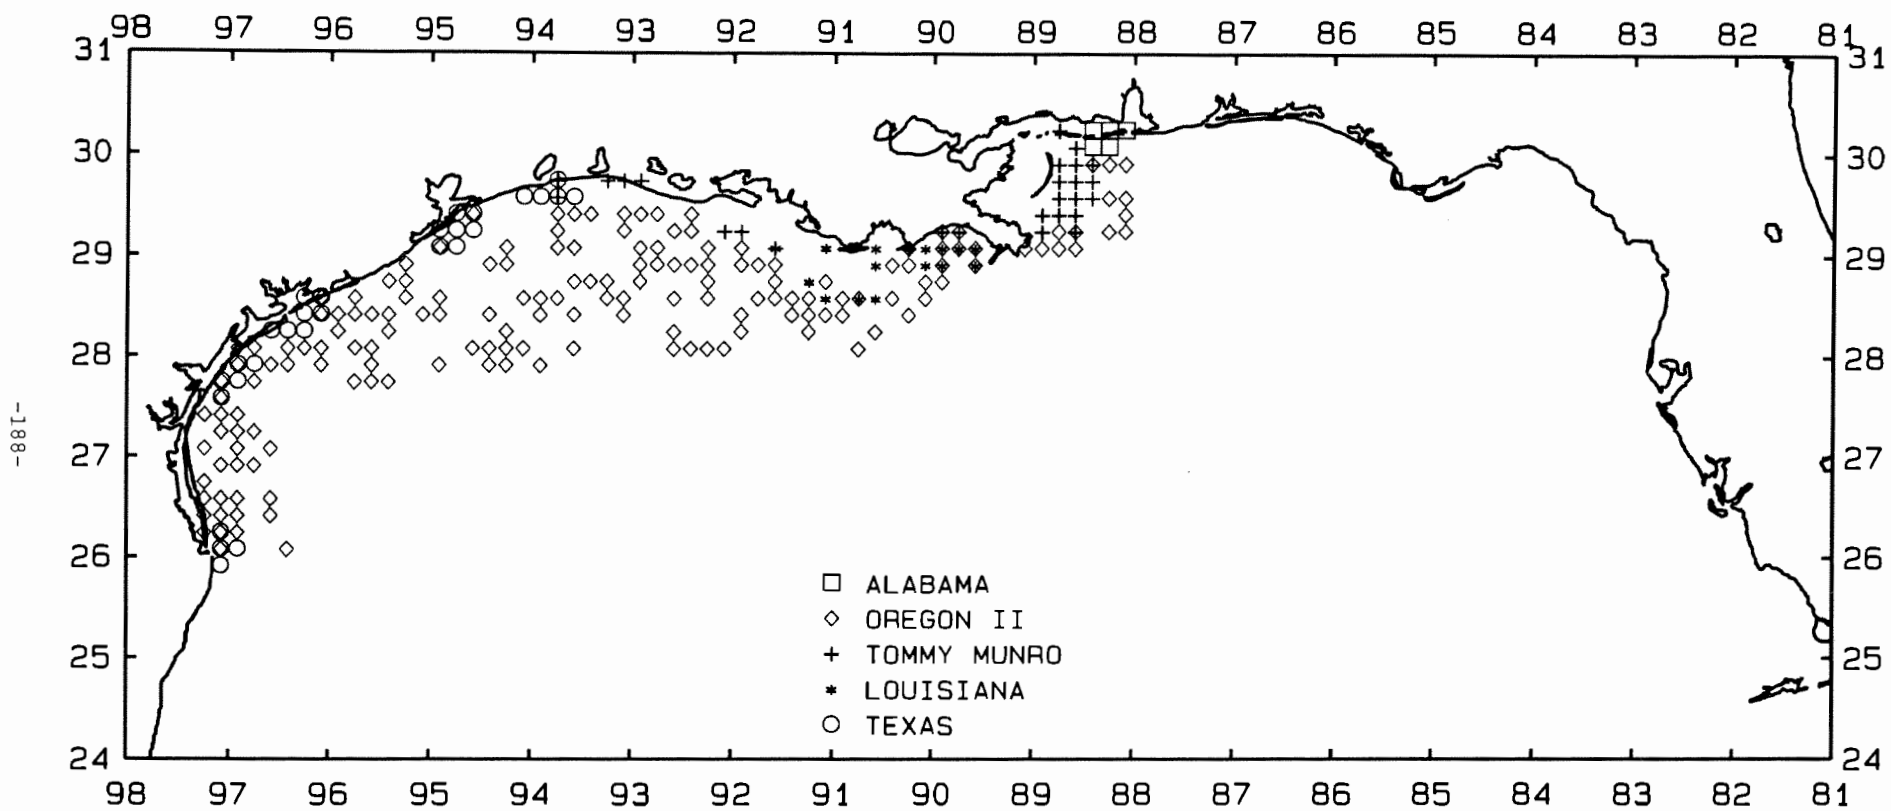 98 97 96 95 94 93 92 91 90 89 88 87 86 85 84 83 82 81
31 31
30 30
29 29
28 28
-188-
27 27
26 26
ALABAMA
OREGON II
25 TOMMY MUNRO 25
LOUISIANA
TEXAS
24 24
98 97 96 95 94 93 92 91 90 89 88 87 86 85 84 83 82 81